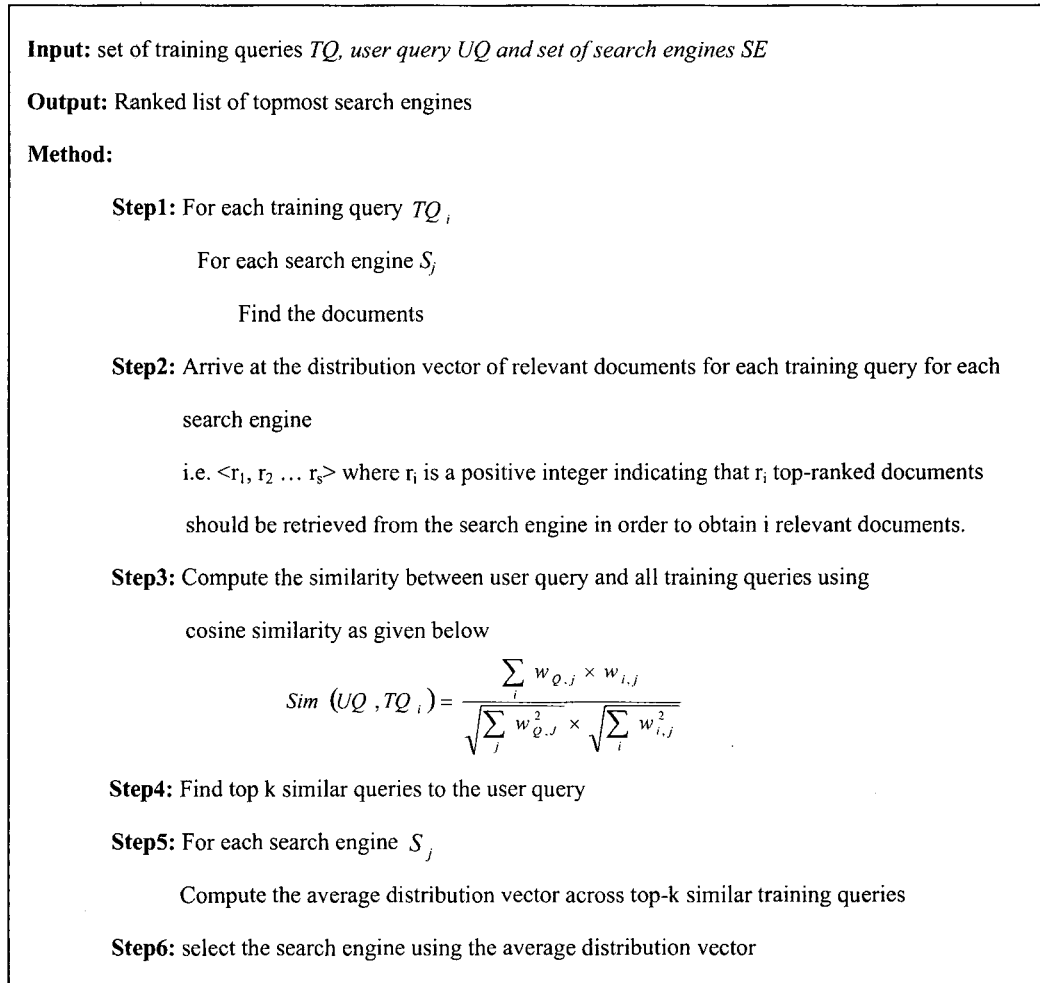 Input: set of training queries TQ, user query UQ and set of search engines SE
Output: Ranked list of topmost search engines
Method:
Step1: For each training query TQ i
For each search engine Sj
Find the documents
Step2: Arrive at the distribution vector of relevant documents for each training query for each
search engine
i.e. <r1, r2 … rs> where ri is a positive integer indicating that ri top-ranked documents
should be retrieved from the search engine in order to obtain i relevant documents.
Step3: Compute the similarity between user query and all training queries using
cosine similarity as given below
Sim (UQ , TQ i) = ∑i wQ,j × wi,j / √∑j w²Q,J × √∑i w²i,j
Step4: Find top k similar queries to the user query
Step5: For each search engine S j
Compute the average distribution vector across top-k similar training queries
Step6: select the search engine using the average distribution vector